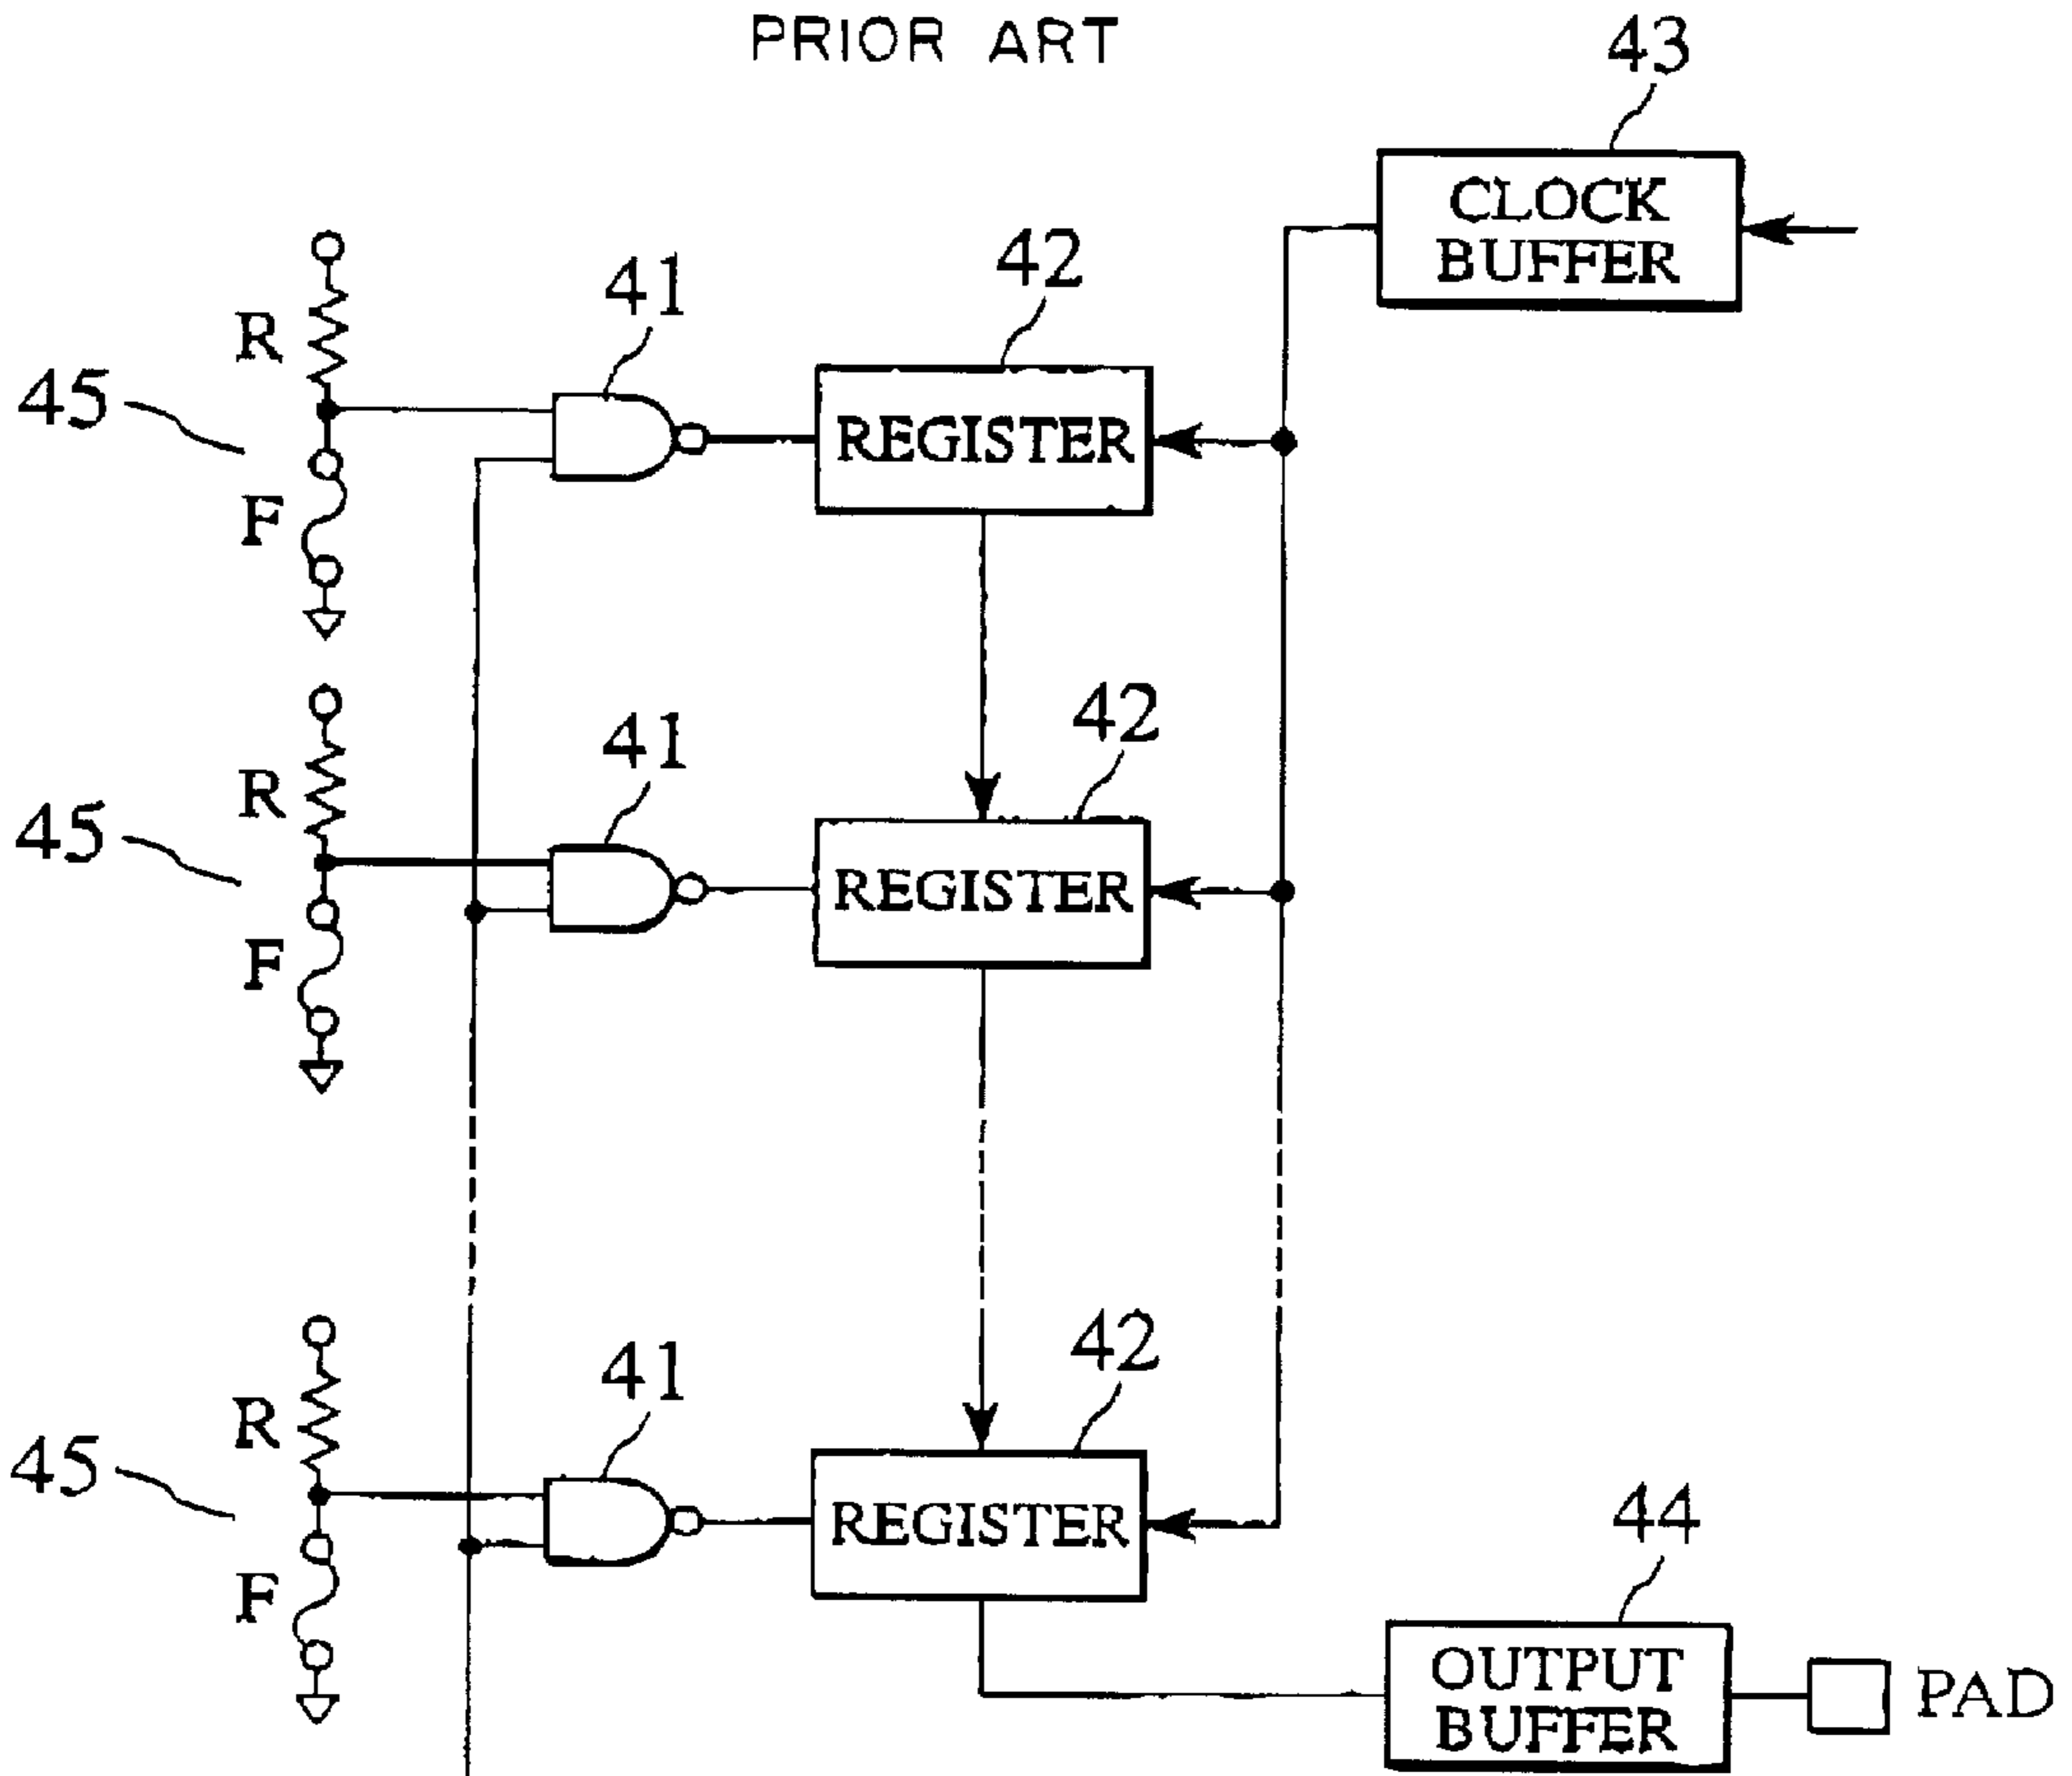 PRIOR ART
43
CLOCK
BUFFER
42
41
R
45
REGISTER
F
42
41
R
45
REGISTER
F
42
41
R
45
REGISTER
44
F
OUTPUT
BUFFER
PAD